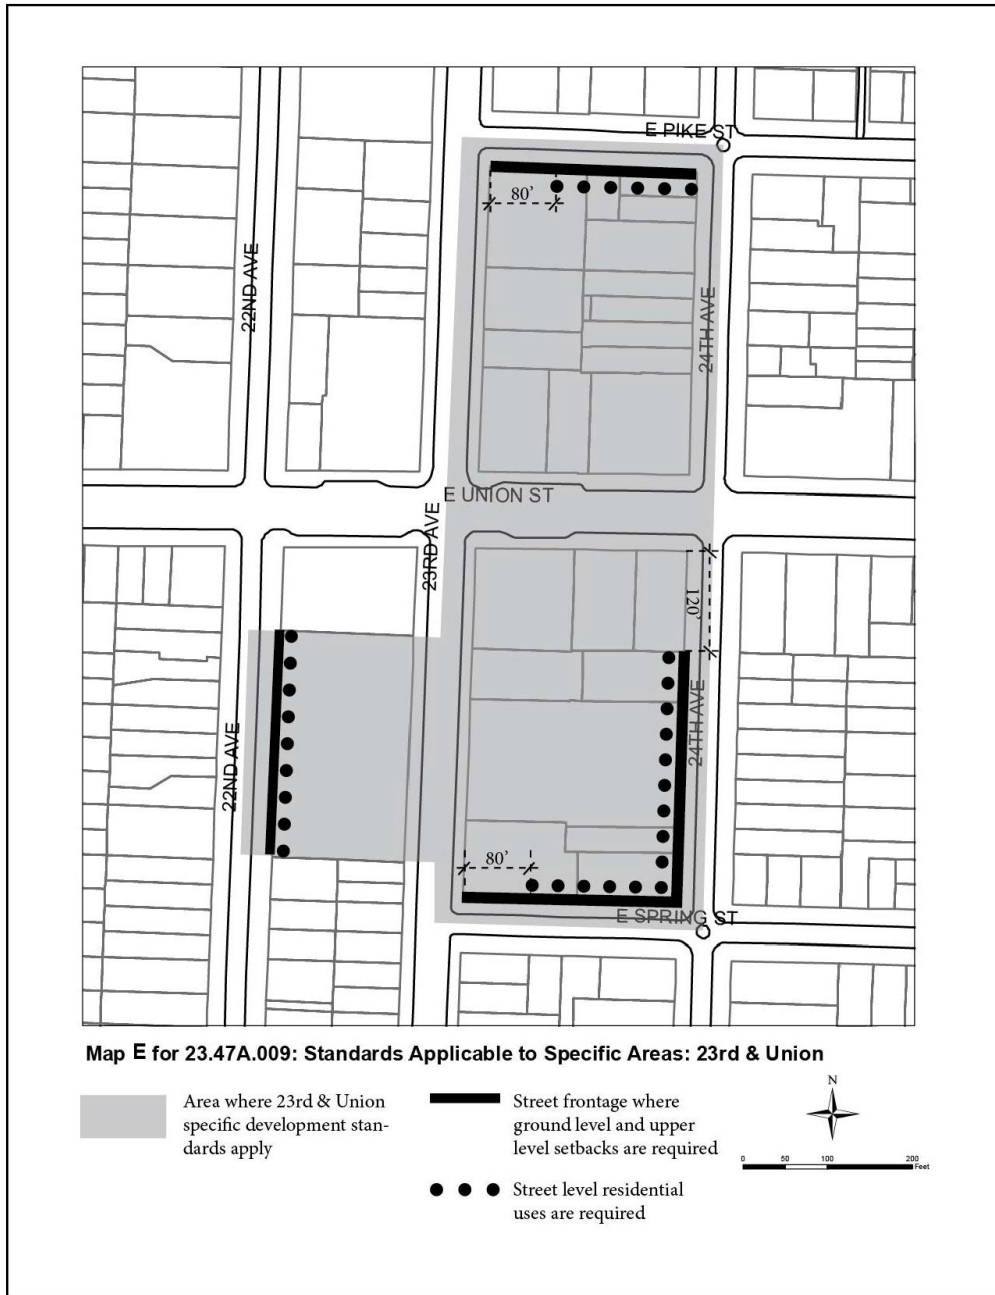 E PIKE ST
80’
22ND AVE
24TH AVE
E UNION ST
23RD AVE
120’
24TH AVE
22ND AVE
80’
E SPRING ST
Map E for 23.47A.009: Standards Applicable to Specific Areas: 23rd & Union
Area where 23rd & Union
specific development stan-
dards apply
Street frontage where
ground level and upper
level setbacks are required
Street level residential
uses are required
N
0 50 100 200
Feet